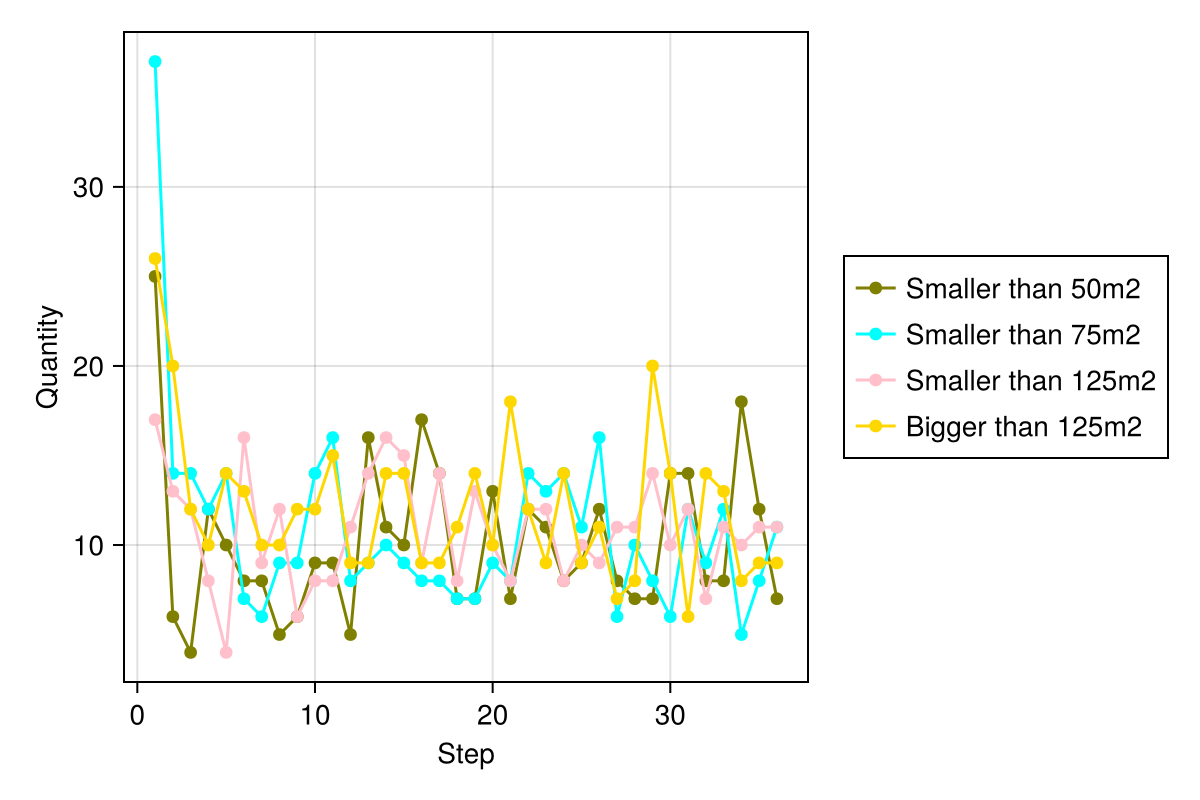 30
20
10
Quantity
0
10
20
30
Step
Smaller than 50m2
Smaller than 75m2
Smaller than 125m2
Bigger than 125m2